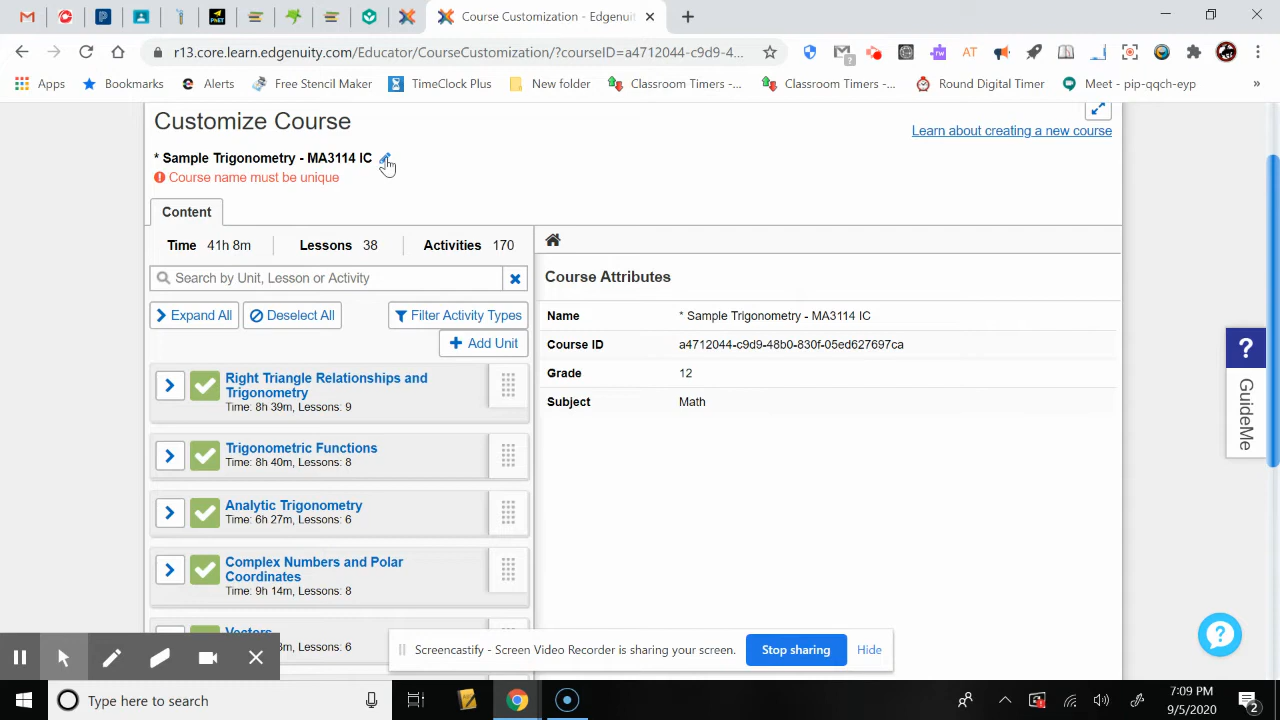 Course Customization - Edgenuit
r13.core.learn.edgenuity.com/Educator/CourseCustomization/?courseID=a4712044-c9d9-4...
Apps
Bookmarks
Alerts
Free Stencil Maker
TimeClock Plus
New folder
Classroom Timers -...
Classroom Timers -...
Round Digital Timer
Meet - pip-qqch-eyp
Customize Course
Learn about creating a new course
* Sample Trigonometry - MA3114 IC
Course name must be unique
Content
Time 41h 8m
Lessons 38
Activities 170
Search by Unit, Lesson or Activity
Expand All
Deselect All
Filter Activity Types
+ Add Unit
Right Triangle Relationships and
Trigonometry
Time: 8h 39m, Lessons: 9
Trigonometric Functions
Time: 8h 40m, Lessons: 8
Analytic Trigonometry
Time: 6h 27m, Lessons: 6
Complex Numbers and Polar
Coordinates
Time: 9h 14m, Lessons: 8
Vectors
m, Lessons: 6
Course Attributes
Name * Sample Trigonometry - MA3114 IC
Course ID a4712044-c9d9-48b0-830f-05ed627697ca
Grade 12
Subject Math
? GuideMe
Screencastify - Screen Video Recorder is sharing your screen.
Stop sharing
Hide
Type here to search
7:09 PM
9/5/2020
2